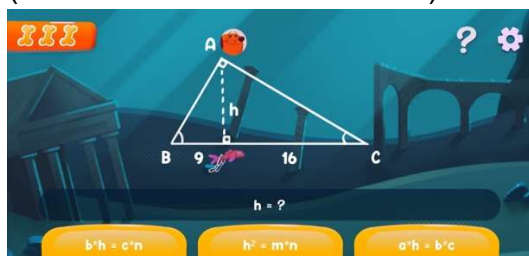 A
h
B 9 16 C
h = ?
b*h = c*n
h² = m*n
a*h = b*c
?